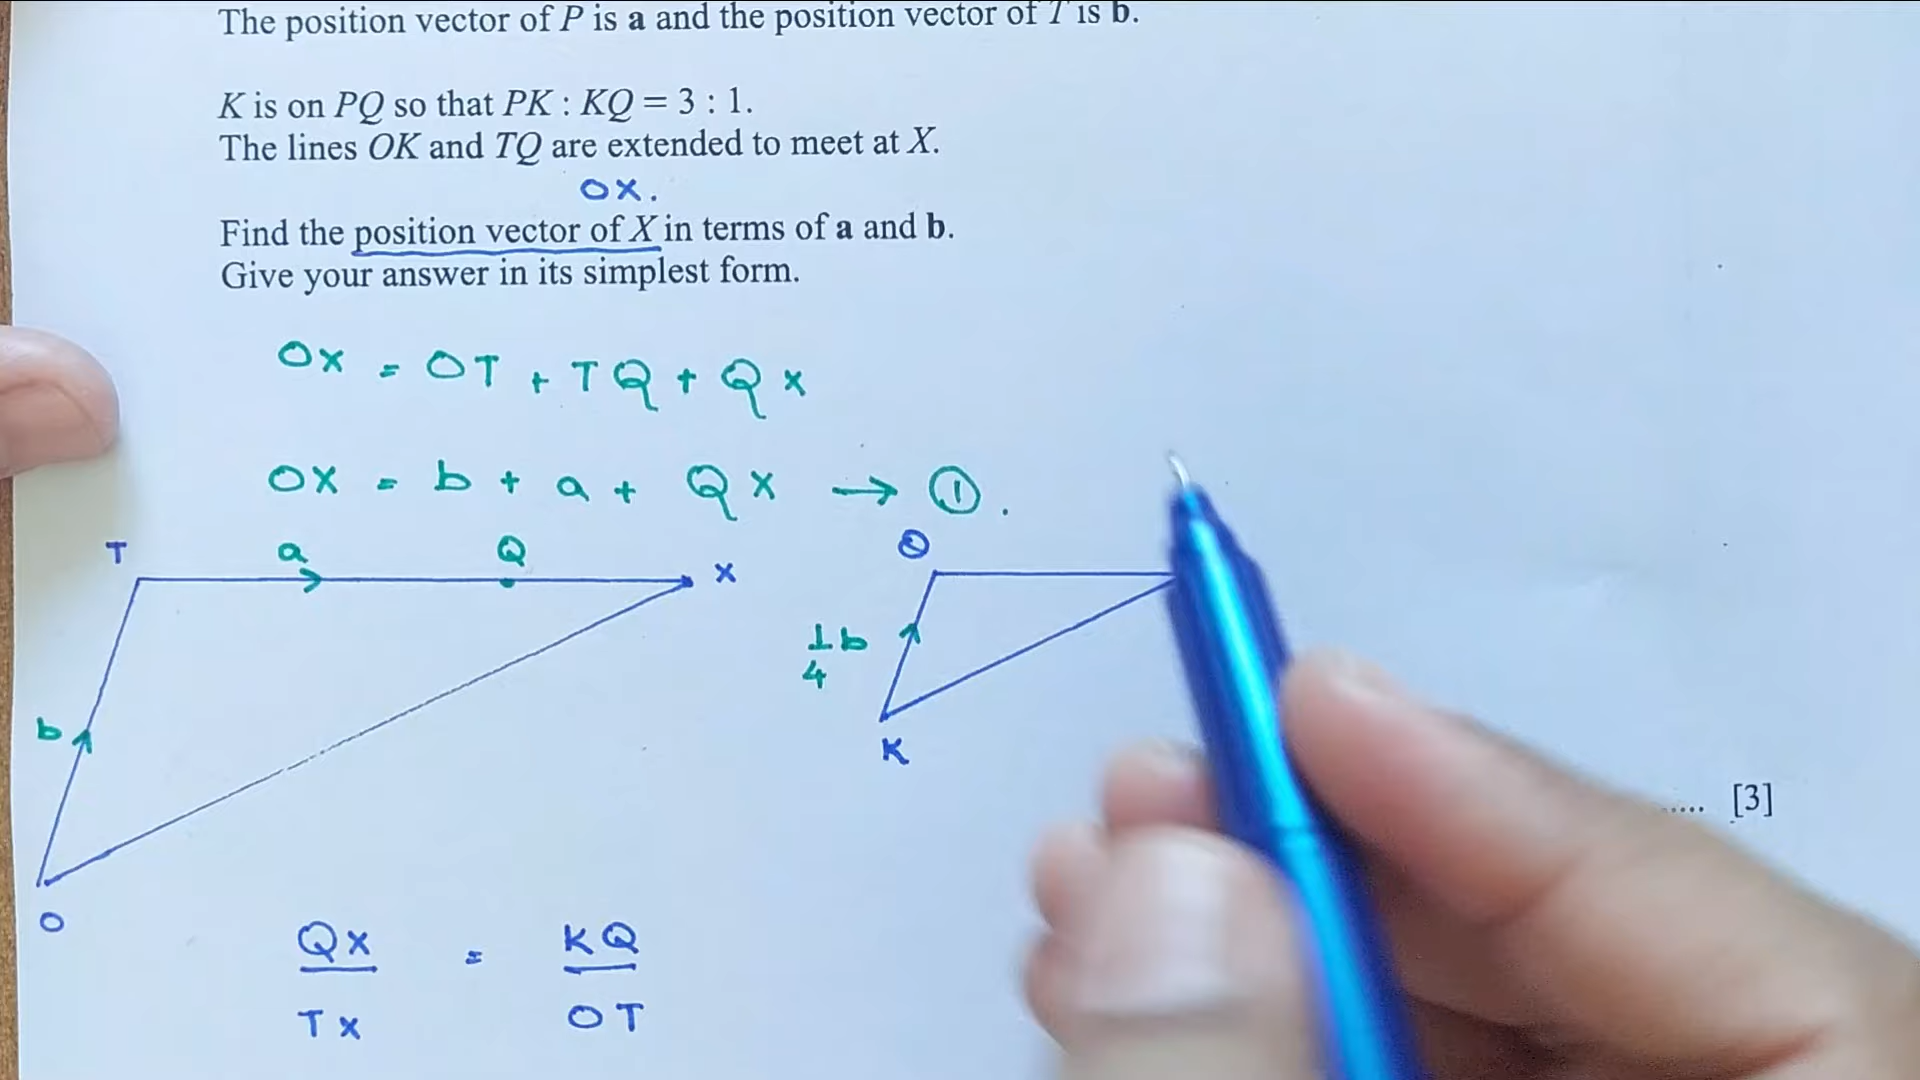 The position vector of P is a and the position vector of T is b.
K is on PQ so that PK : KQ = 3 : 1.
The lines OK and TQ are extended to meet at X.
OX.
Find the position vector of X in terms of a and b.
Give your answer in its simplest form.
OX = OT + TQ + QX
OX = b + a + QX → ①.
T a Q X
b
O
Q
1/4 b
K
..... [3]
QX / TX = KQ / OT